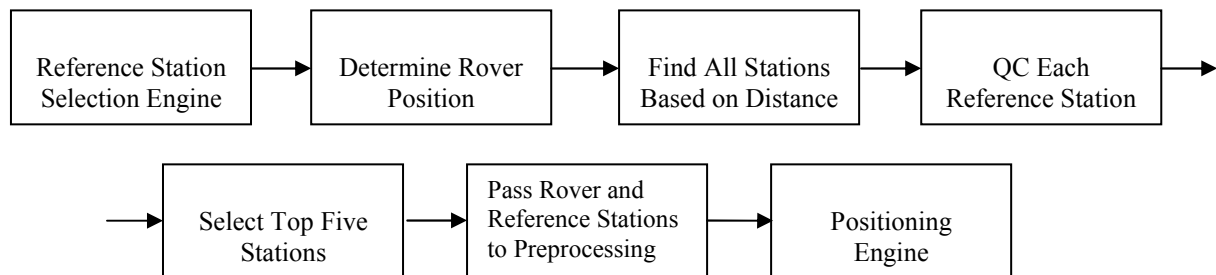 Reference Station
Selection Engine
Determine Rover
Position
Find All Stations
Based on Distance
QC Each
Reference Station
Select Top Five
Stations
Pass Rover and
Reference Stations
to Preprocessing
Positioning
Engine